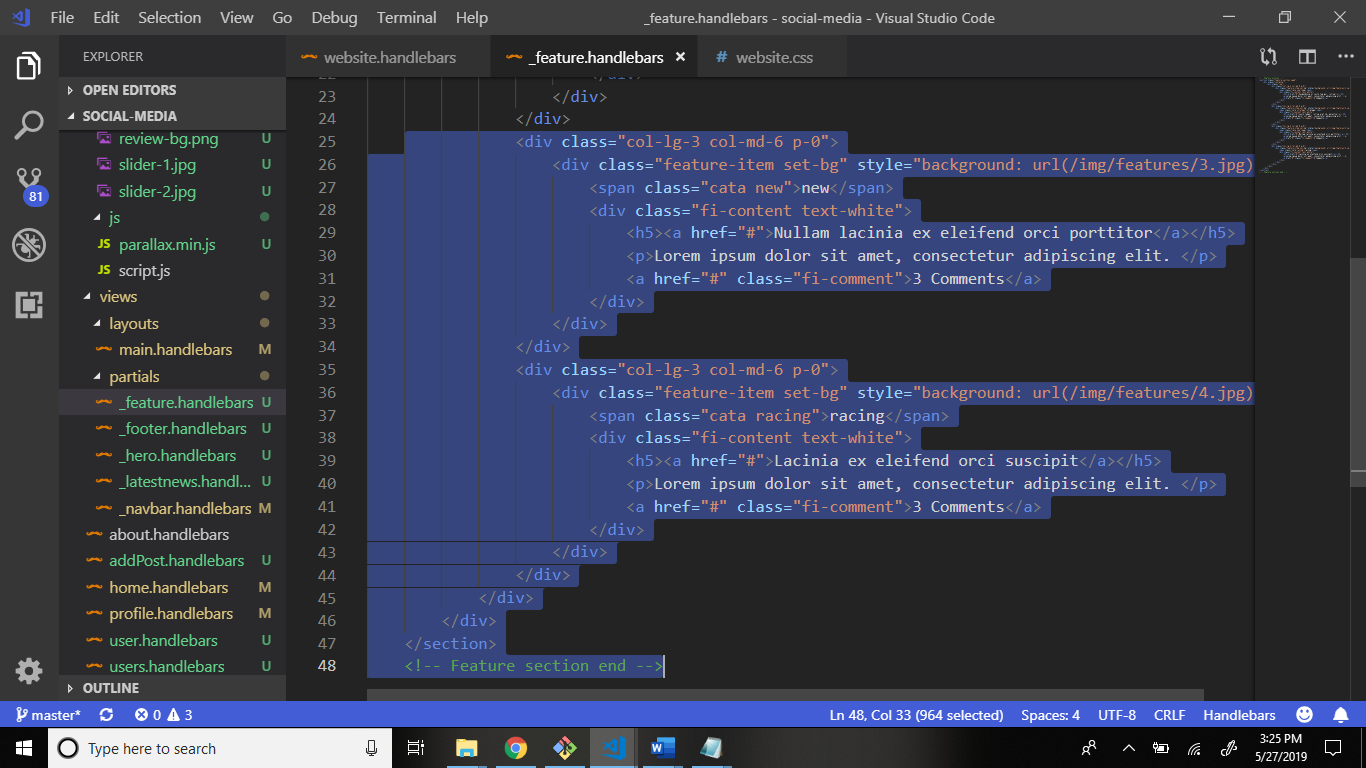 File Edit Selection View Go Debug Terminal Help _feature.handlebars - social-media - Visual Studio Code
EXPLORER
website.handlebars _feature.handlebars # website.css
OPEN EDITORS
SOCIAL-MEDIA
review-bg.png U
slider-1.jpg U
slider-2.jpg U
81
js
JS parallax.min.js U
JS script.js
views
layouts
main.handlebars M
partials
_feature.handlebars U
_footer.handlebars U
_hero.handlebars U
_latestnews.handl... U
_navbar.handlebars M
about.handlebars
addPost.handlebars U
home.handlebars M
profile.handlebars M
user.handlebars U
users.handlebars U
OUTLINE
23 </div>
24 </div>
25 <div class="col-lg-3 col-md-6 p-0">
26 <div class="feature-item set-bg" style="background: url(/img/features/3.jpg)
27 <span class="cata new">new</span>
28 <div class="fi-content text-white">
29 <h5><a href="#">Nullam lacinia ex eleifend orci porttitor</a></h5>
30 <p>Lorem ipsum dolor sit amet, consectetur adipiscing elit. </p>
31 <a href="#" class="fi-comment">3 Comments</a>
32 </div>
33 </div>
34 </div>
35 <div class="col-lg-3 col-md-6 p-0">
36 <div class="feature-item set-bg" style="background: url(/img/features/4.jpg)
37 <span class="cata racing">racing</span>
38 <div class="fi-content text-white">
39 <h5><a href="#">Lacinia ex eleifend orci suscipit</a></h5>
40 <p>Lorem ipsum dolor sit amet, consectetur adipiscing elit. </p>
41 <a href="#" class="fi-comment">3 Comments</a>
42 </div>
43 </div>
44 </div>
45 </div>
46 </div>
47 </section>
48 <!-- Feature section end -->
master* 0 3 Ln 48, Col 33 (964 selected) Spaces: 4 UTF-8 CRLF Handlebars
Type here to search
3:25 PM
5/27/2019